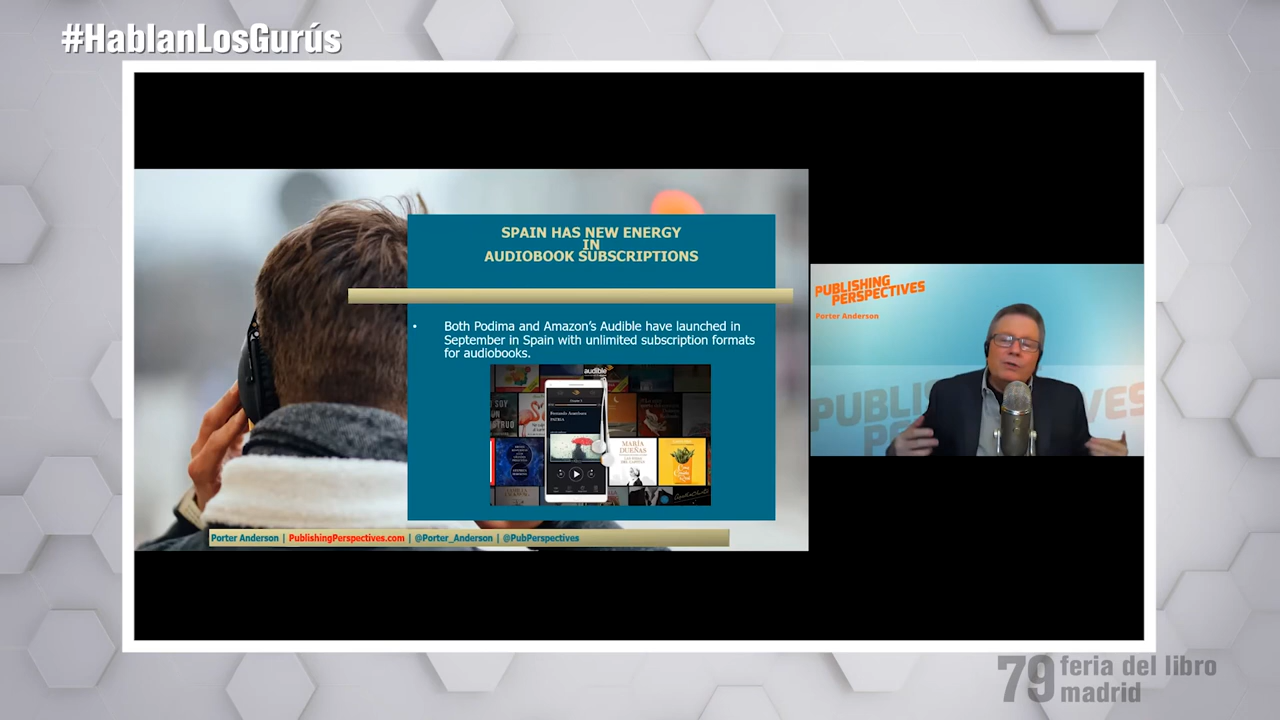 #HablanLosGurús
SPAIN HAS NEW ENERGY
IN
AUDIOBOOK SUBSCRIPTIONS
• Both Podima and Amazon's Audible have launched in
September in Spain with unlimited subscription formats
for audiobooks.
audible
MARÍA
DUEÑAS
Porter Anderson | PublishingPerspectives.com | @Porter_Anderson | @PubPerspectives
PUBLISHING
PERSPECTIVES
Porter Anderson
79 feria del libro
madrid